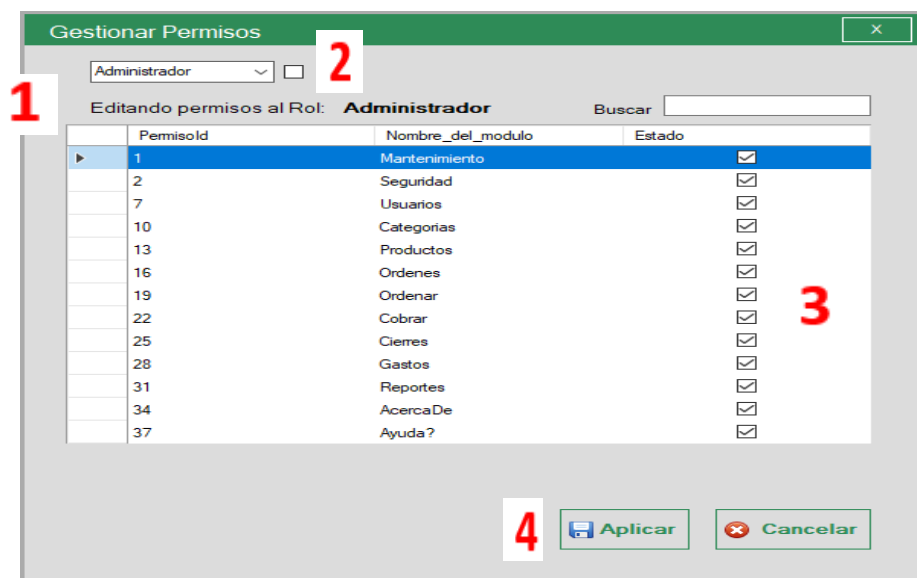 Gestionar Permisos x
Administrador 2
1
Editando permisos al Rol: Administrador Buscar
PermisoId Nombre_del_modulo Estado
1 Mantenimiento
2 Seguridad
7 Usuarios
10 Categorias
13 Productos
16 Ordenes
19 Ordenar 3
22 Cobrar
25 Cierres
28 Gastos
31 Reportes
34 AcercaDe
37 Ayuda?
4 Aplicar Cancelar